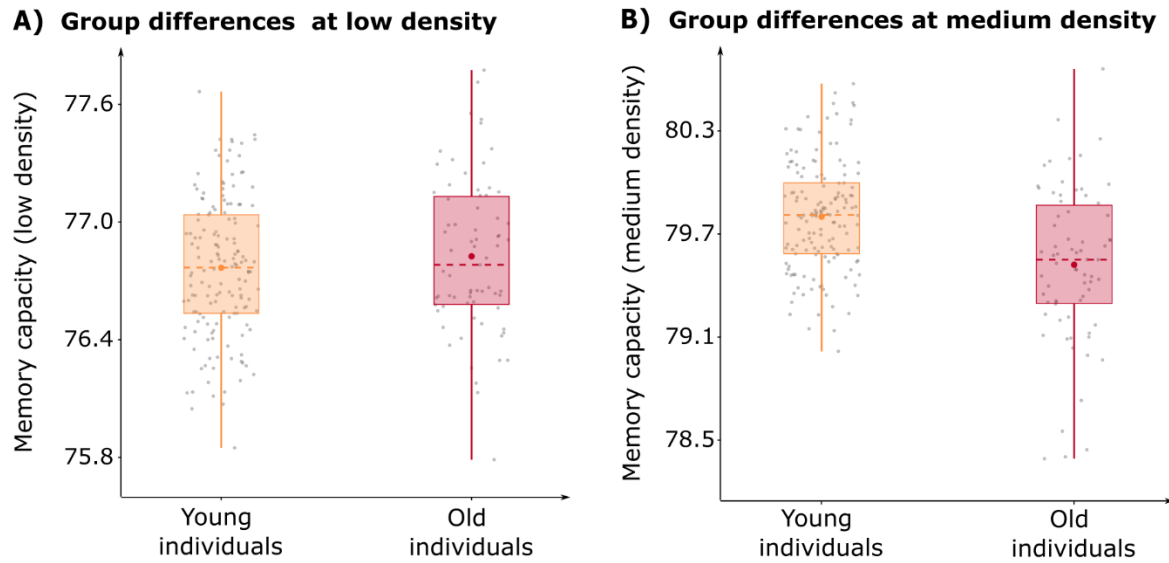 A) Group differences at low density
Memory capacity (low density)
77.6
77.0
76.4
75.8
Young
individuals
Old
individuals
B) Group differences at medium density
Memory capacity (medium density)
80.3
79.7
79.1
78.5
Young
individuals
Old
individuals